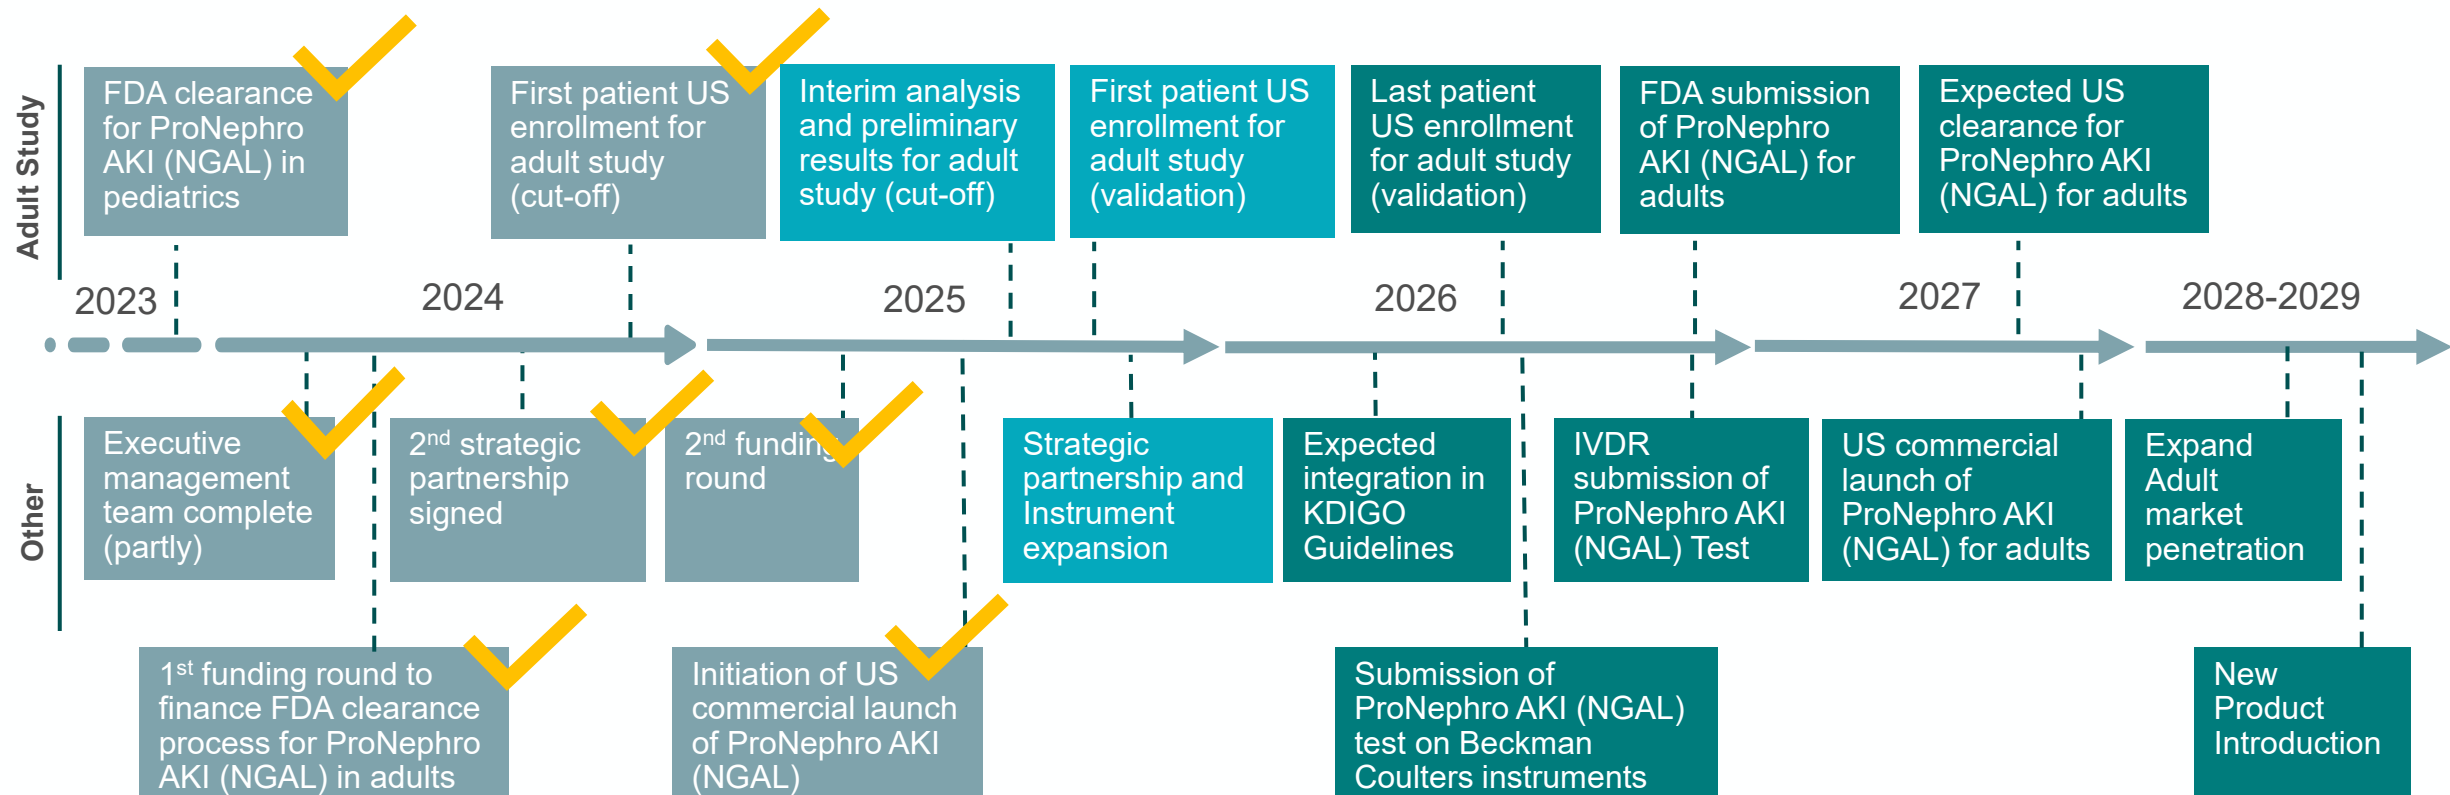 Adult Study
FDA clearance
for ProNephro
AKI (NGAL) in
pediatrics
First patient US
enrollment for
adult study
(cut-off)
Interim analysis
and preliminary
results for adult
study (cut-off)
First patient US
enrollment for
adult study
(validation)
Last patient
US enrollment
for adult study
(validation)
FDA submission
of ProNephro
AKI (NGAL) for
adults
Expected US
clearance for
ProNephro AKI
(NGAL) for adults
2023
2024
2025
2026
2027
2028-2029
Other
Executive
management
team complete
(partly)
2nd strategic
partnership
signed
2nd funding
round
Strategic
partnership and
Instrument
expansion
Expected
integration in
KDIGO
Guidelines
IVDR
submission of
ProNephro AKI
(NGAL) Test
US commercial
launch of
ProNephro AKI
(NGAL) for adults
Expand
Adult
market
penetration
1st funding round to
finance FDA clearance
process for ProNephro
AKI (NGAL) in adults
Initiation of US
commercial launch
of ProNephro AKI
(NGAL)
Submission of
ProNephro AKI (NGAL)
test on Beckman
Coulters instruments
New
Product
Introduction